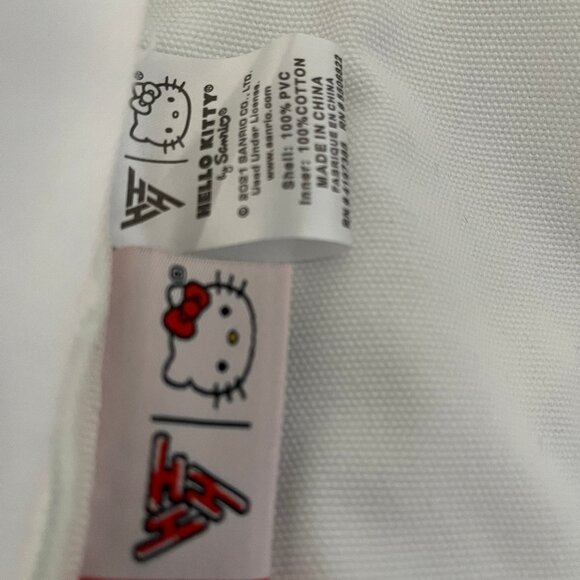 HELLO KITTY®
by Sanrio®
© 2021 SANRIO CO., LTD.
Used Under License.
www.sanrio.com
Shell: 100% PVC
Inner: 100%COTTON
MADE IN CHINA
FABRIQUE EN CHINA